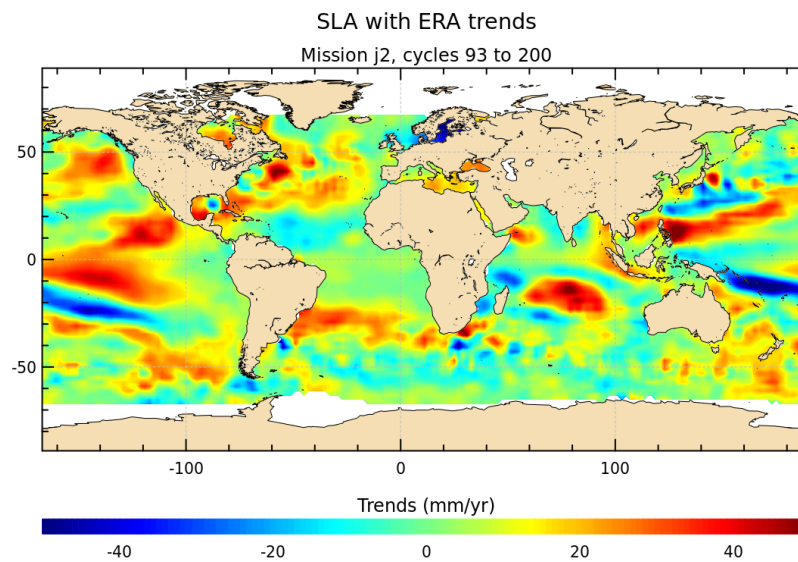 SLA with ERA trends
Mission j2, cycles 93 to 200
50
0
-50
-100 0 100
Trends (mm/yr)
-40 -20 0 20 40